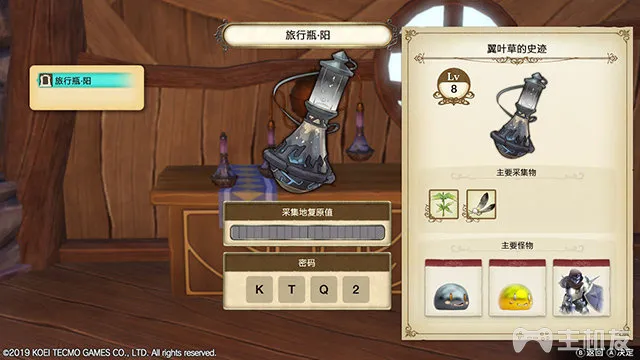 旅行瓶·阳
旅行瓶·阳
采集地复原值
密码
K T Q 2
翼叶草的史迹
Lv
8
主要采集物
主要怪物
©2019 KOEI TECMO GAMES CO., LTD. All rights reserved.
B 返回 A 决定
主机友